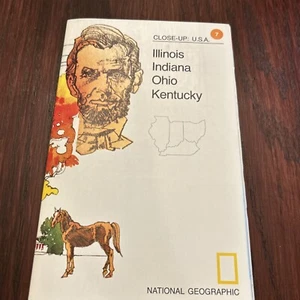 CLOSE-UP: U.S.A. 7
Illinois
Indiana
Ohio
Kentucky
NATIONAL GEOGRAPHIC